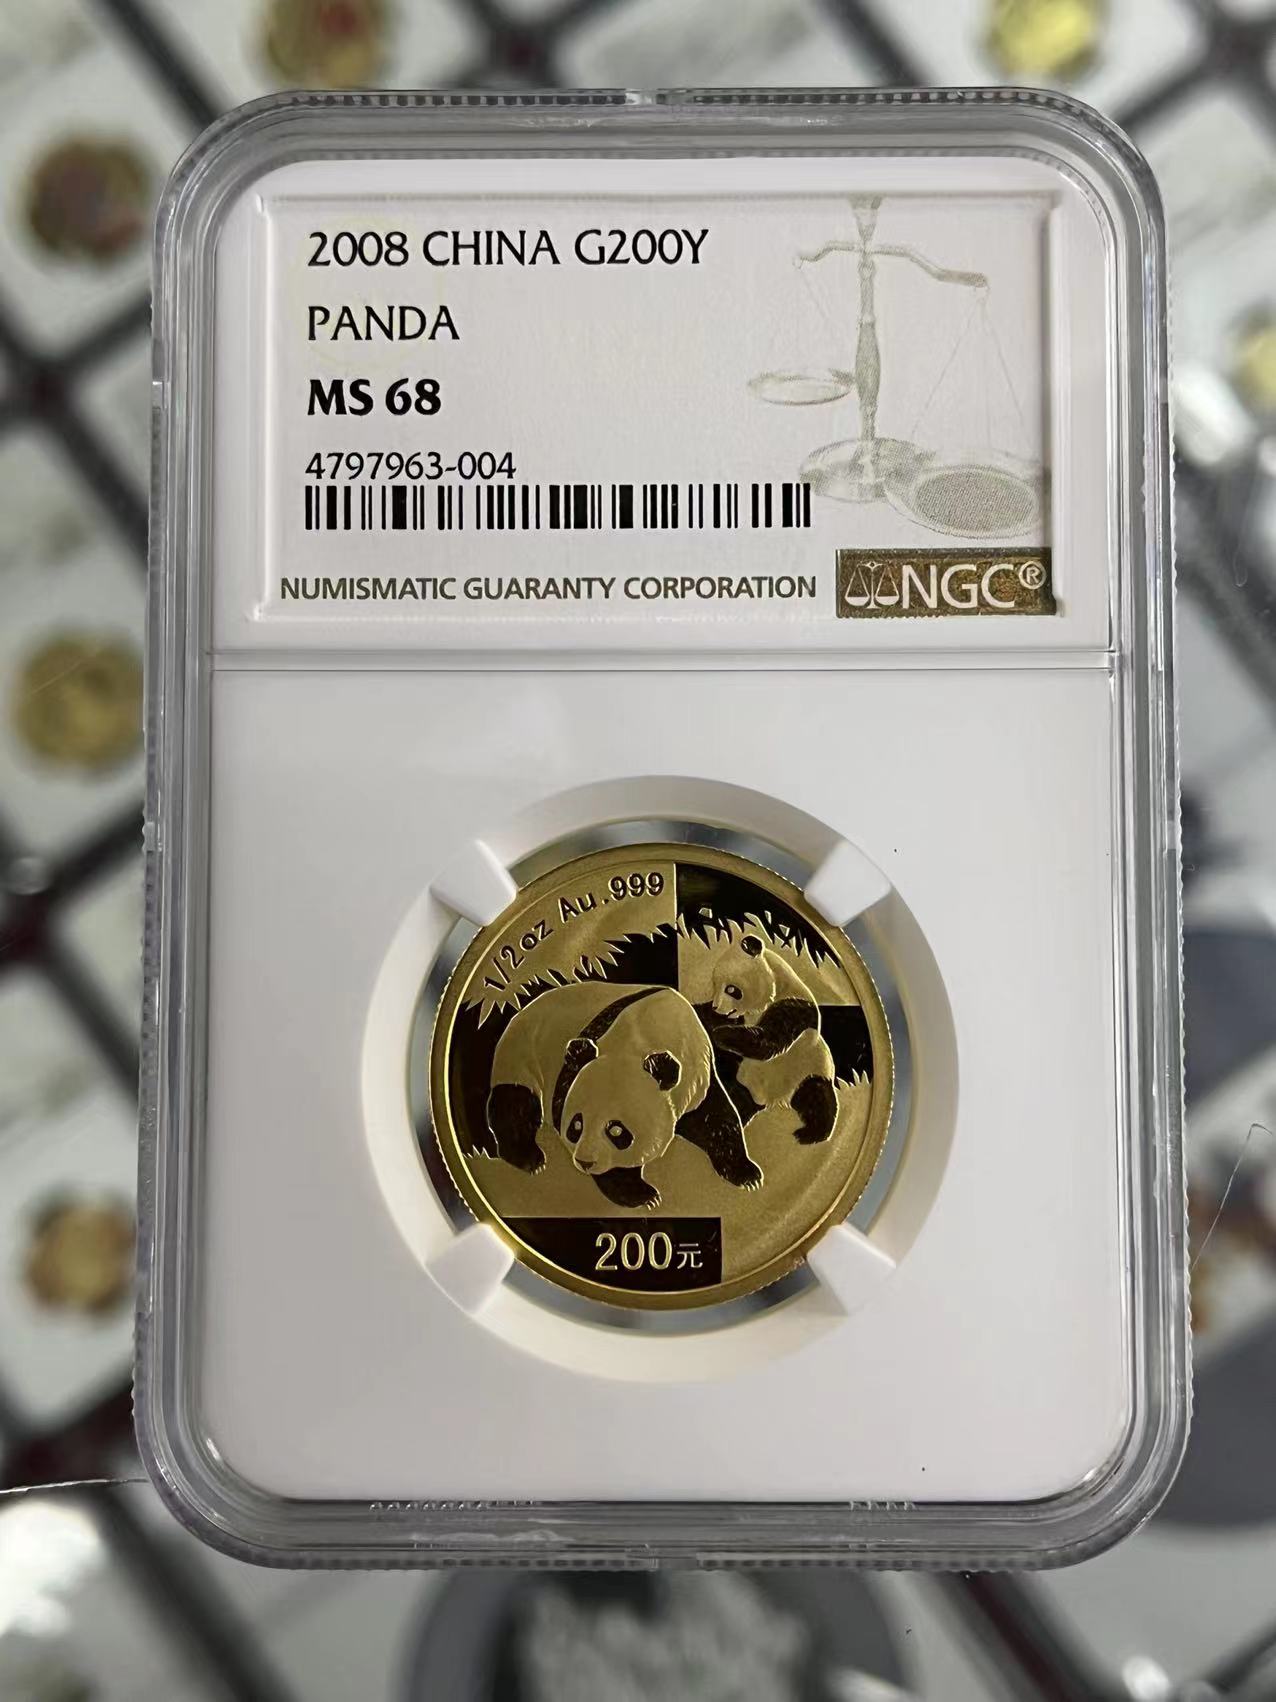 2008 CHINA G200Y
PANDA
MS 68
4797963-004
NUMISMATIC GUARANTY CORPORATION
NGC®
1/2oz Au.999
200元